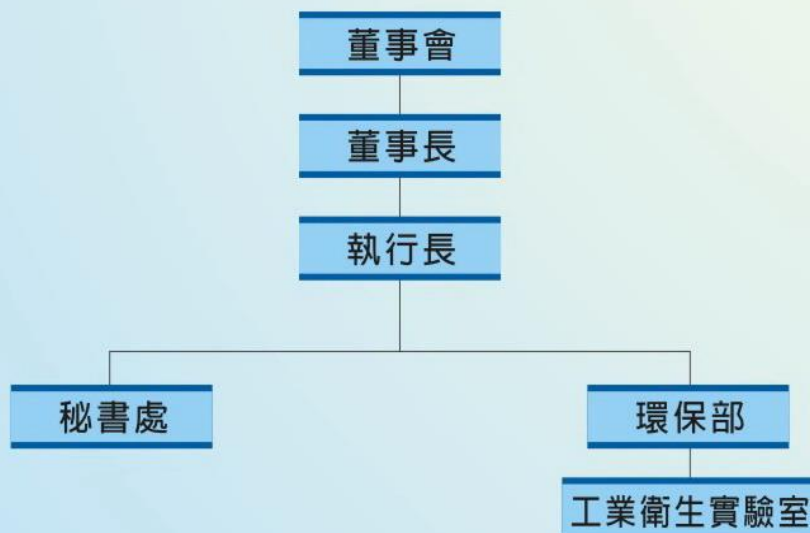 董事會
董事長
執行長
秘書處
環保部
工業衛生實驗室